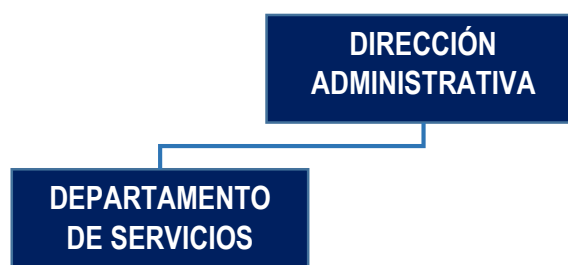 DIRECCIÓN
ADMINISTRATIVA
DEPARTAMENTO
DE SERVICIOS